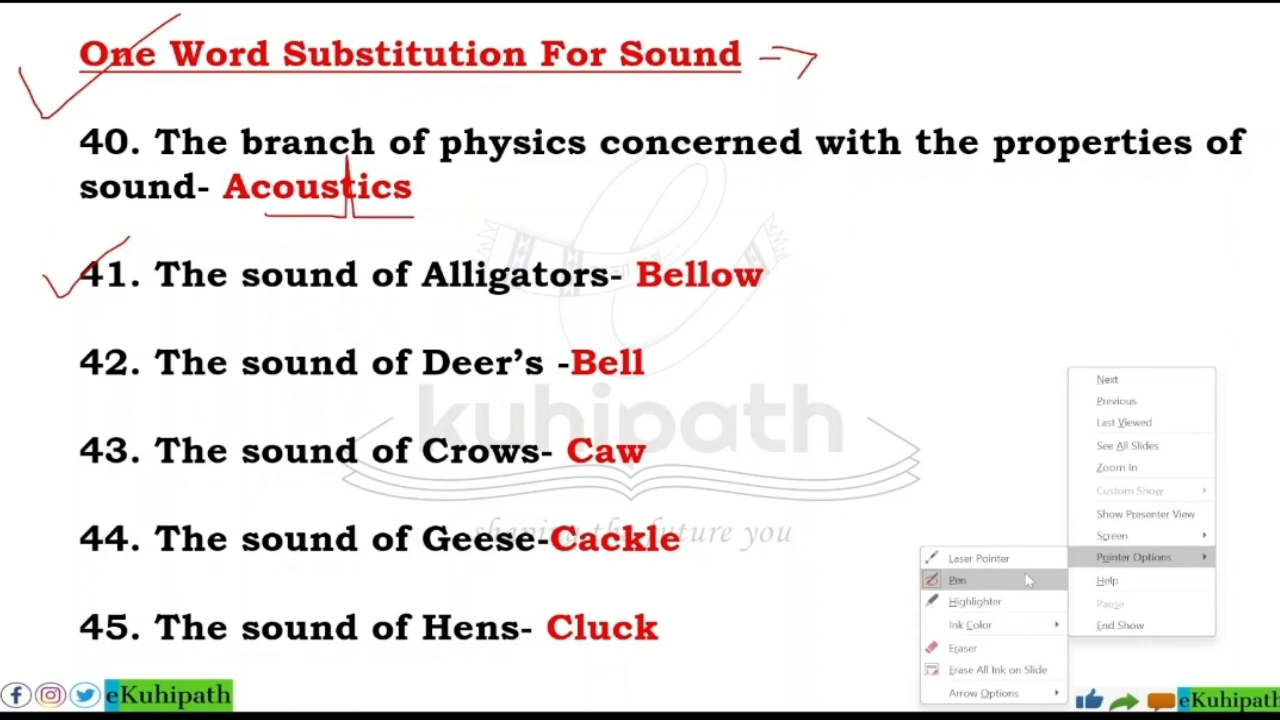 One Word Substitution For Sound
40. The branch of physics concerned with the properties of
sound- Acoustics
41. The sound of Alligators- Bellow
42. The sound of Deer’s -Bell
kuhipath
43. The sound of Crows- Caw
44. The sound of Geese-Cackle
shaping the future you
45. The sound of Hens- Cluck
Next
Previous
Last Viewed
See All Slides
Zoom In
Custom Show
Show Presenter View
Screen
Pointer Options
Help
Pause
End Show
Laser Pointer
Pen
Highlighter
Ink Color
Eraser
Erase All Ink on Slide
Arrow Options
eKuhipath
eKuhipath